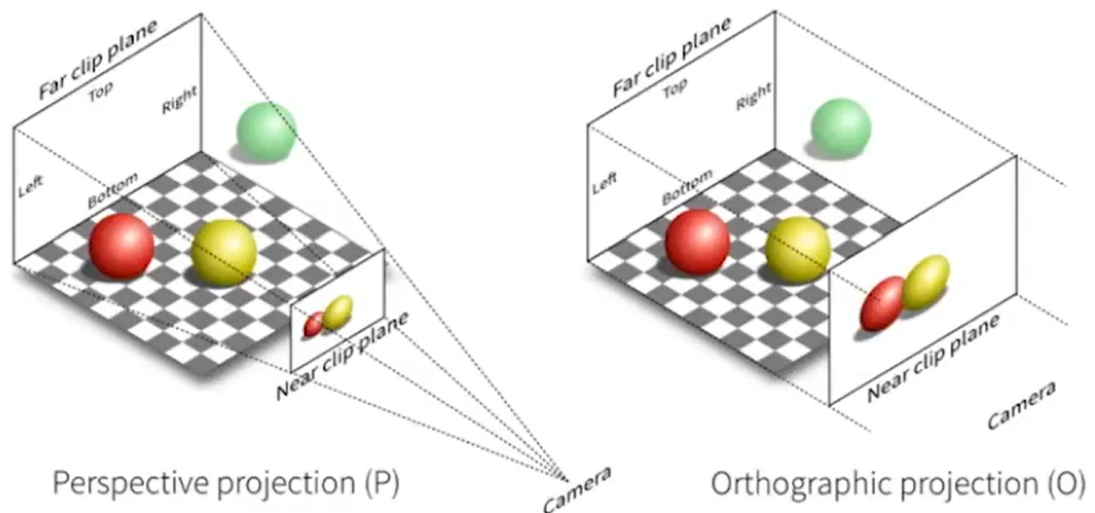 Far clip plane
Top
Right
Left
Bottom
Near clip plane
Camera
Perspective projection (P)
Far clip plane
Top
Right
Left
Bottom
Near clip plane
Camera
Orthographic projection (O)